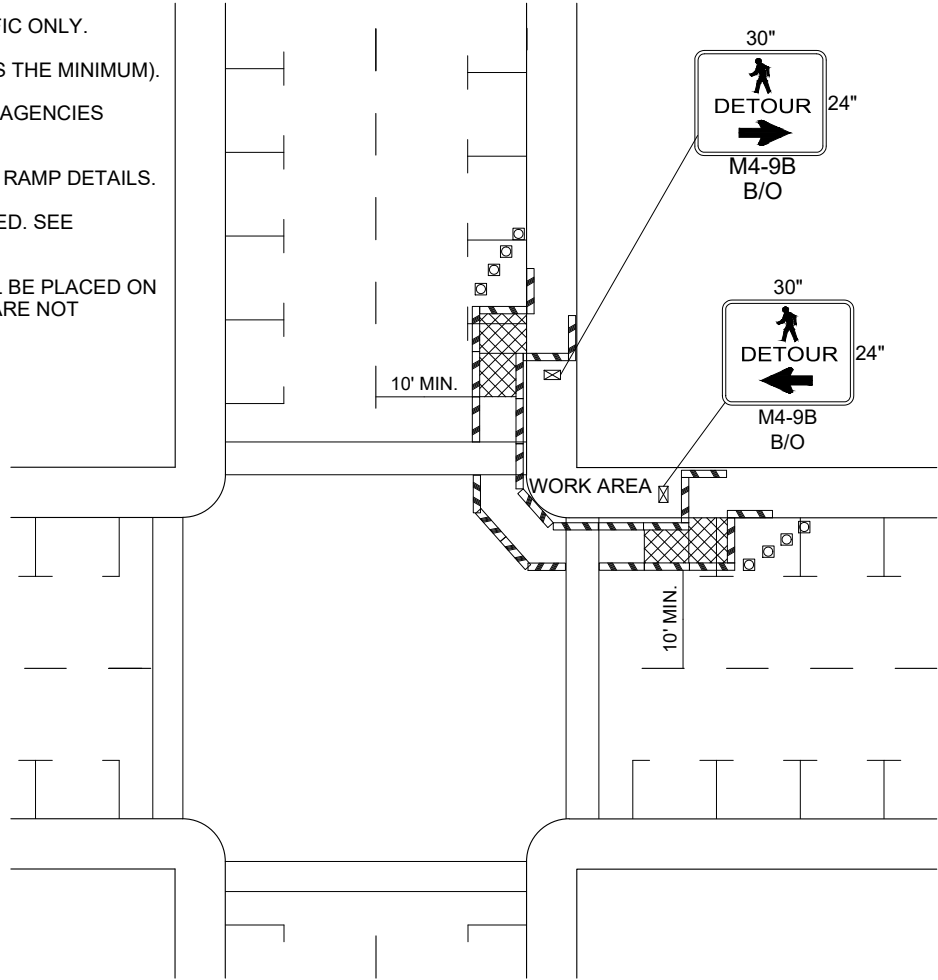 TIC ONLY.
S THE MINIMUM).
AGENCIES
RAMP DETAILS.
ED. SEE
L BE PLACED ON
ARE NOT
30"
DETOUR
24"
M4-9B
B/O
30"
DETOUR
24"
M4-9B
B/O
10' MIN.
WORK AREA
10' MIN.